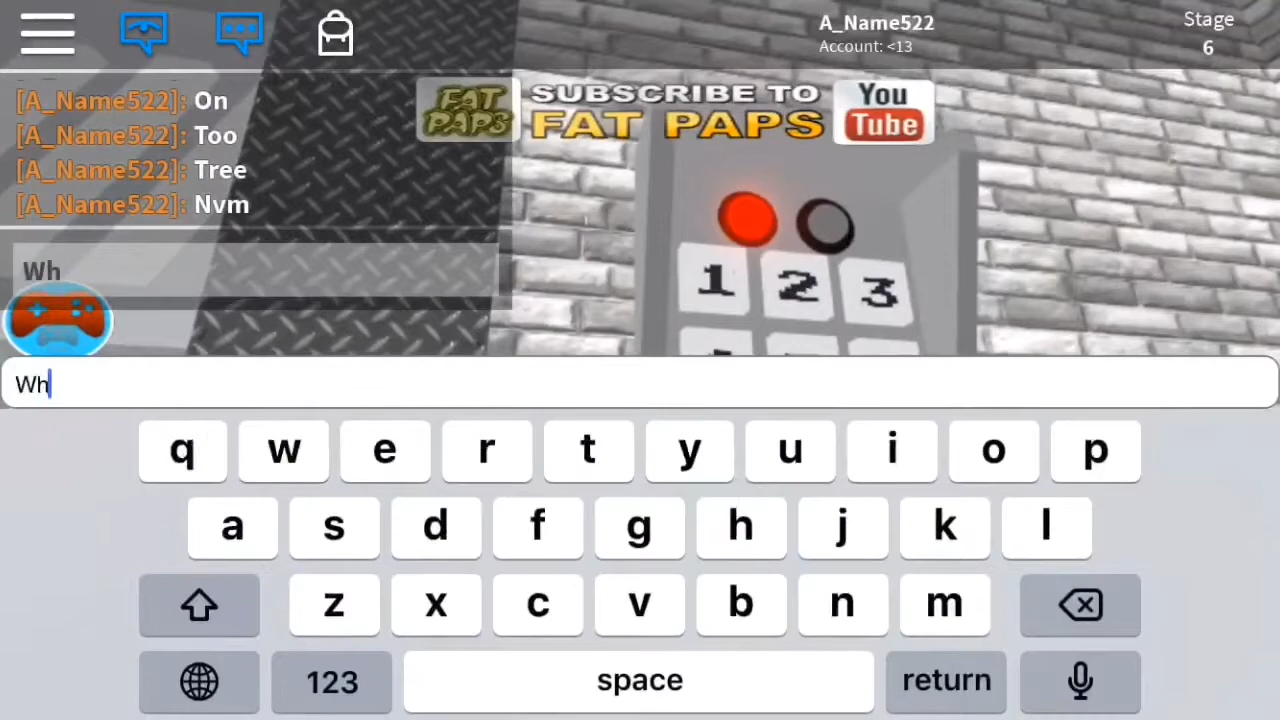 A_Name522
Account: <13
Stage
6
[A_Name522]: On
[A_Name522]: Too
[A_Name522]: Tree
[A_Name522]: Nvm
FAT
PAPS
SUBSCRIBE TO
FAT PAPS
You
Tube
Wh
1 2 3
Wh
q w e r t y u i o p
a s d f g h j k l
z x c v b n m
123 space return